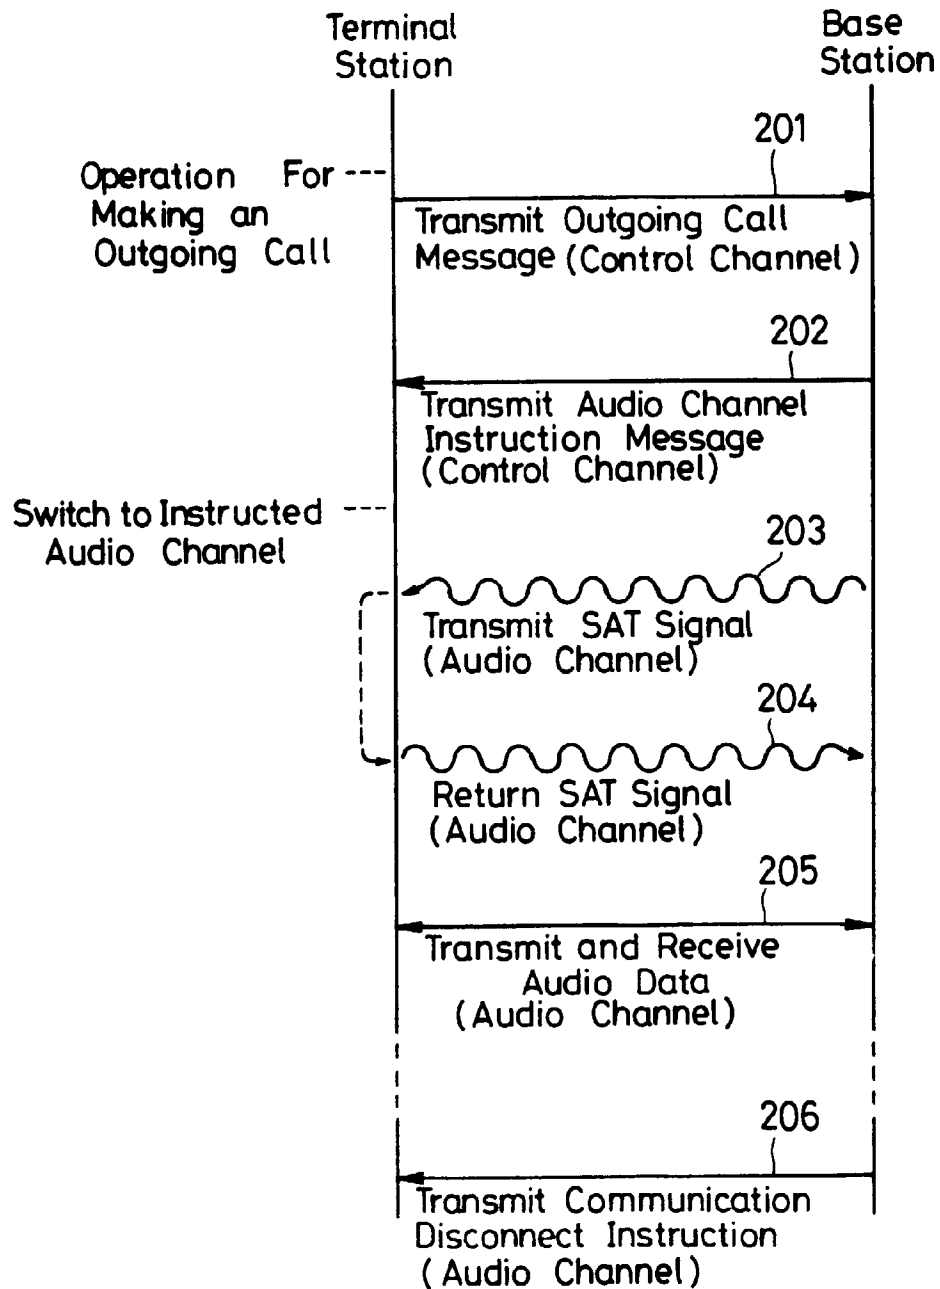 Terminal
Station
Base
Station
201
Operation For
Making an
Outgoing Call
Transmit Outgoing Call
Message (Control Channel)
202
Transmit Audio Channel
Instruction Message
(Control Channel)
Switch to Instructed
Audio Channel
203
Transmit SAT Signal
(Audio Channel)
204
Return SAT Signal
(Audio Channel)
205
Transmit and Receive
Audio Data
(Audio Channel)
206
Transmit Communication
Disconnect Instruction
(Audio Channel)